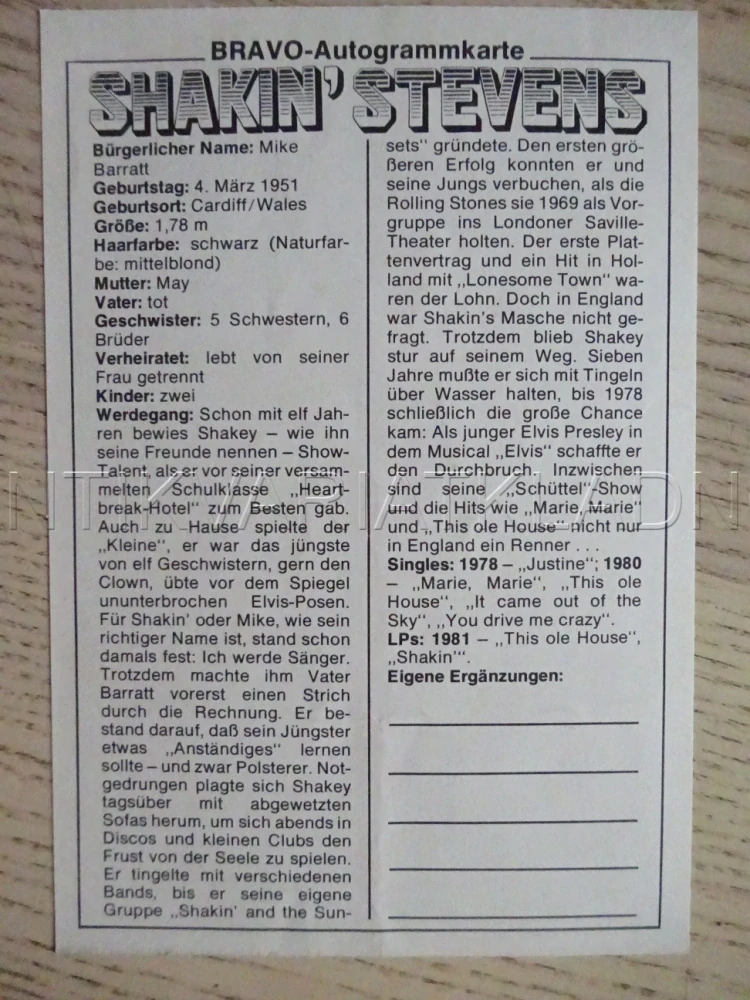 BRAVO-Autogrammkarte
SHAKIN' STEVENS
Bürgerlicher Name: Mike
Barratt
Geburtstag: 4. März 1951
Geburtsort: Cardiff/Wales
Größe: 1,78 m
Haarfarbe: schwarz (Naturfar-
be: mittelblond)
Mutter: May
Vater: tot
Geschwister: 5 Schwestern, 6
Brüder
Verheiratet: lebt von seiner
Frau getrennt
Kinder: zwei
Werdegang: Schon mit elf Jah-
ren bewies Shakey – wie ihn
seine Freunde nennen – Show-
Talent, als er vor seiner versam-
melten Schulklasse „Heart-
break-Hotel" zum Besten gab.
Auch zu Hause spielte der
„Kleine", er war das jüngste
von elf Geschwistern, gern den
Clown, übte vor dem Spiegel
ununterbrochen Elvis-Posen.
Für Shakin' oder Mike, wie sein
richtiger Name ist, stand schon
damals fest: Ich werde Sänger.
Trotzdem machte ihm Vater
Barratt vorerst einen Strich
durch die Rechnung. Er be-
stand darauf, daß sein Jüngster
etwas „Anständiges" lernen
sollte – und zwar Polsterer. Not-
gedrungen plagte sich Shakey
tagsüber mit abgewetzten
Sofas herum, um sich abends in
Discos und kleinen Clubs den
Frust von der Seele zu spielen.
Er tingelte mit verschiedenen
Bands, bis er seine eigene
Gruppe „Shakin' and the Sun-
sets" gründete. Den ersten grö-
ßeren Erfolg konnten er und
seine Jungs verbuchen, als die
Rolling Stones sie 1969 als Vor-
gruppe ins Londoner Saville-
Theater holten. Der erste Plat-
tenvertrag und ein Hit in Hol-
land mit „Lonesome Town" wa-
ren der Lohn. Doch in England
war Shakin's Masche nicht ge-
fragt. Trotzdem blieb Shakey
stur auf seinem Weg. Sieben
Jahre mußte er sich mit Tingeln
über Wasser halten, bis 1978
schließlich die große Chance
kam: Als junger Elvis Presley in
dem Musical „Elvis" schaffte er
den Durchbruch. Inzwischen
sind seine „Schüttel"-Show
und die Hits wie „Marie, Marie"
und „This ole House" nicht nur
in England ein Renner . . .
Singles: 1978 – „Justine"; 1980
– „Marie, Marie", „This ole
House", „It came out of the
Sky", „You drive me crazy".
LPs: 1981 – „This ole House",
„Shakin'".
Eigene Ergänzungen: